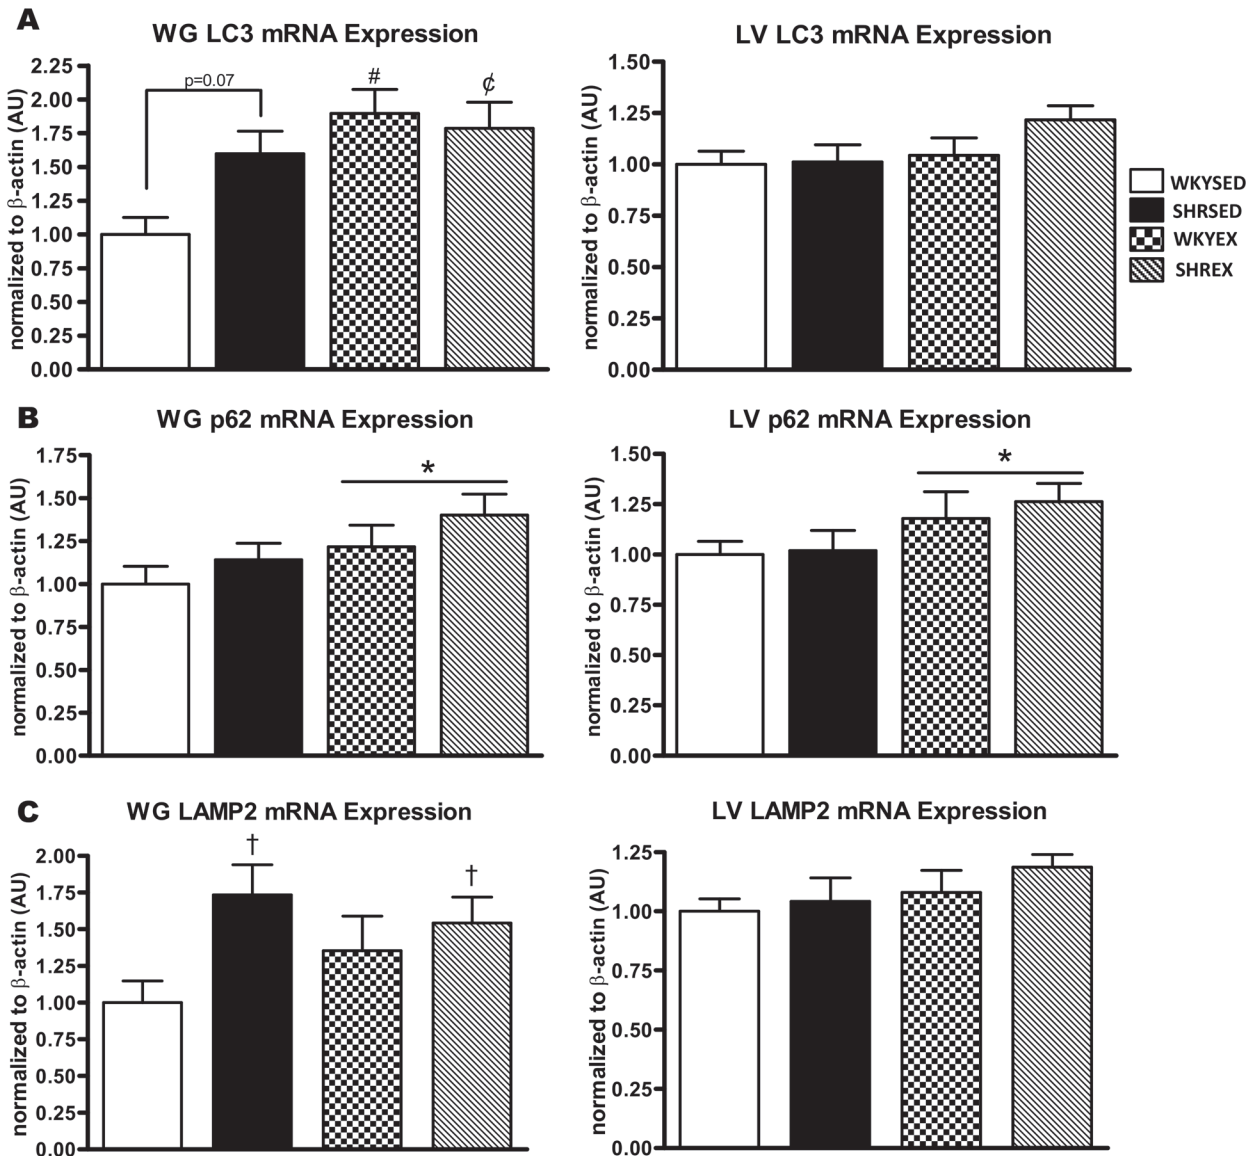 A
WG LC3 mRNA Expression
normalized to β-actin (AU)
2.25
2.00
1.75
1.50
1.25
1.00
0.75
0.50
0.25
0.00
p=0.07
#
¢
LV LC3 mRNA Expression
normalized to β-actin (AU)
1.50
1.25
1.00
0.75
0.50
0.25
0.00
WKYSED
SHRSED
WKYEX
SHREX
B
WG p62 mRNA Expression
normalized to β-actin (AU)
1.75
1.50
1.25
1.00
0.75
0.50
0.25
0.00
*
LV p62 mRNA Expression
normalized to β-actin (AU)
1.50
1.25
1.00
0.75
0.50
0.25
0.00
*
C
WG LAMP2 mRNA Expression
normalized to β-actin (AU)
2.00
1.75
1.50
1.25
1.00
0.75
0.50
0.25
0.00
†
†
LV LAMP2 mRNA Expression
normalized to β-actin (AU)
1.25
1.00
0.75
0.50
0.25
0.00